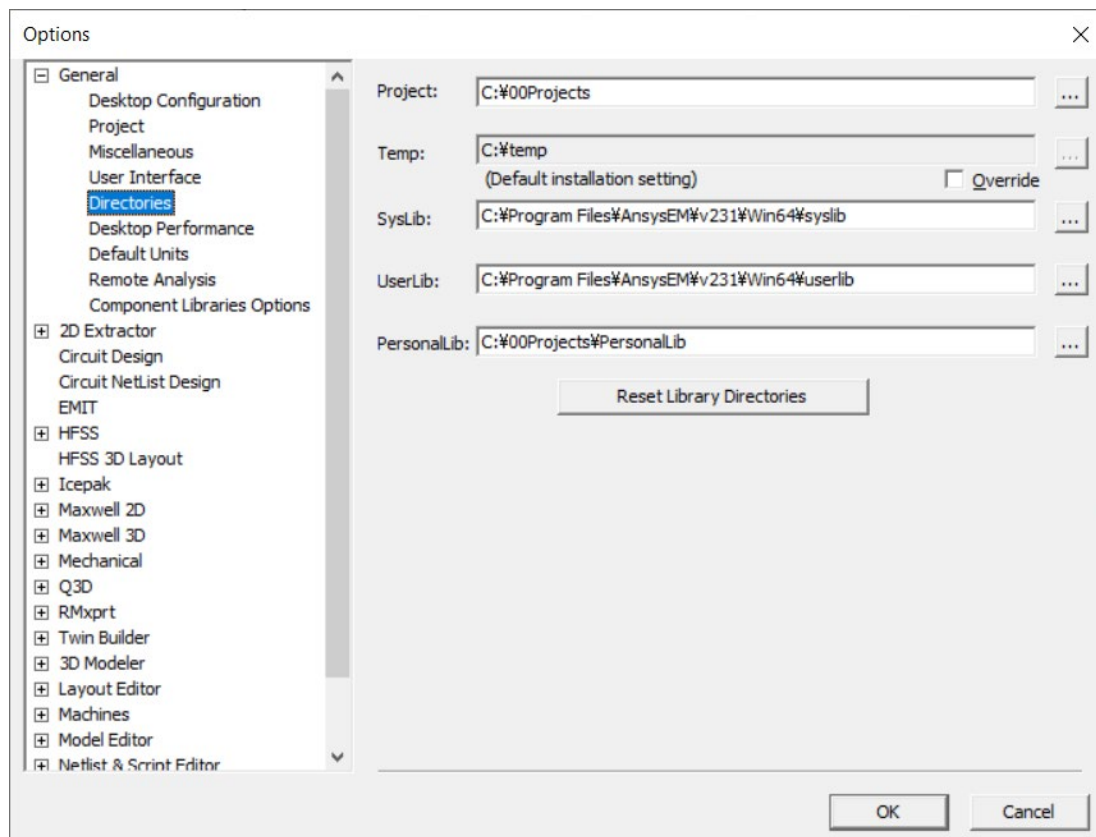 Options
General
Desktop Configuration
Project
Miscellaneous
User Interface
Directories
Desktop Performance
Default Units
Remote Analysis
Component Libraries Options
2D Extractor
Circuit Design
Circuit NetList Design
EMIT
HFSS
HFSS 3D Layout
Icepak
Maxwell 2D
Maxwell 3D
Mechanical
Q3D
RMxprt
Twin Builder
3D Modeler
Layout Editor
Machines
Model Editor
Netlist & Script Editor
Project: C:¥00Projects ...
Temp: C:¥temp ...
(Default installation setting) Override
SysLib: C:¥Program Files¥AnsysEM¥v231¥Win64¥syslib ...
UserLib: C:¥Program Files¥AnsysEM¥v231¥Win64¥userlib ...
PersonalLib: C:¥00Projects¥PersonalLib ...
Reset Library Directories
OK Cancel